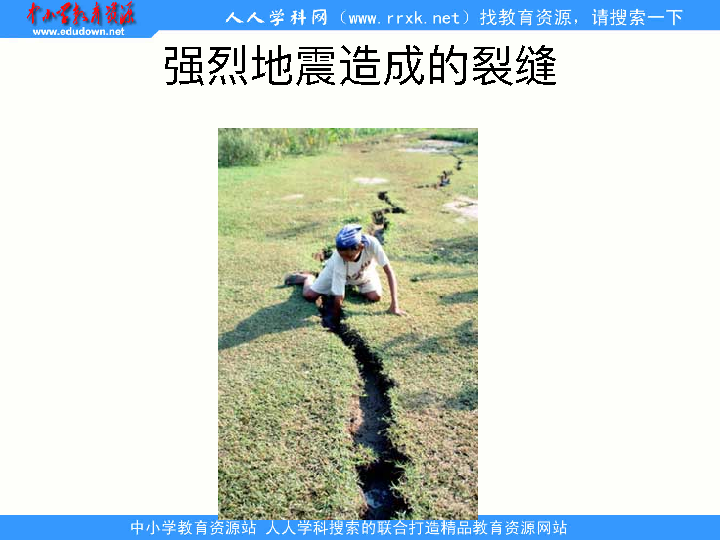 中小学教育资源
www.edudown.net
人人学科网（www.rrxk.net）找教育资源，请搜索一下
强烈地震造成的裂缝
中小学教育资源站 人人学科搜索的联合打造精品教育资源网站